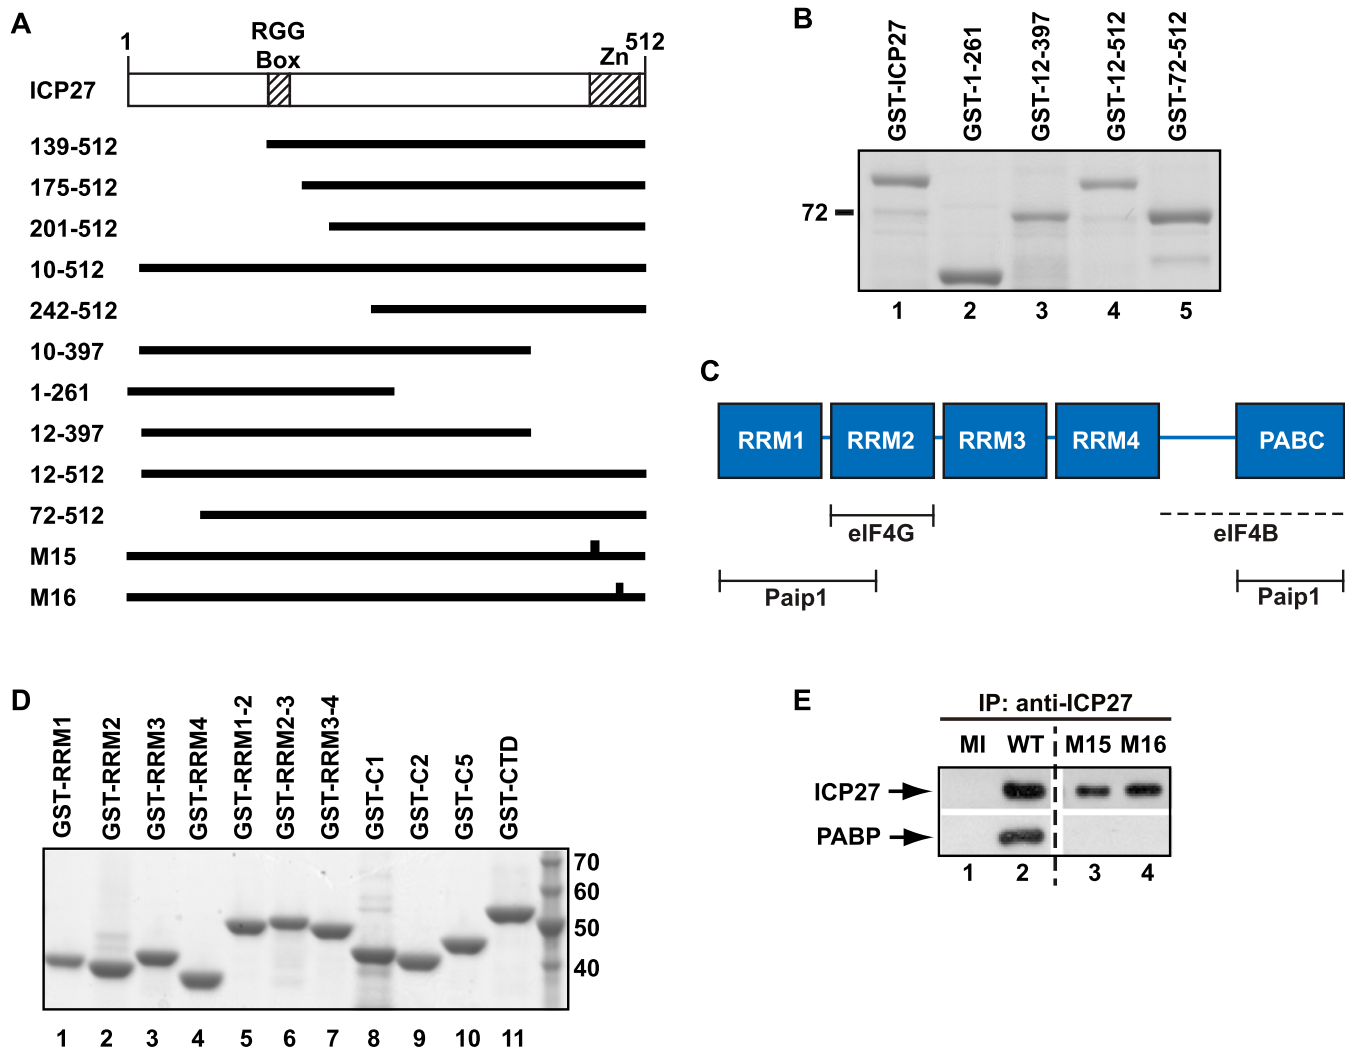 A
1
RGG
Box
Zn
512
ICP27
139-512
175-512
201-512
10-512
242-512
10-397
1-261
12-397
12-512
72-512
M15
M16
B
GST-ICP27
GST-1-261
GST-12-397
GST-12-512
GST-72-512
72
1 2 3 4 5
C
RRM1 RRM2 RRM3 RRM4 PABC
eIF4G eIF4B
Paip1 Paip1
D
GST-RRM1
GST-RRM2
GST-RRM3
GST-RRM4
GST-RRM1-2
GST-RRM2-3
GST-RRM3-4
GST-C1
GST-C2
GST-C5
GST-CTD
70
60
50
40
1 2 3 4 5 6 7 8 9 10 11
E
IP: anti-ICP27
MI WT M15 M16
ICP27
PABP
1 2 3 4